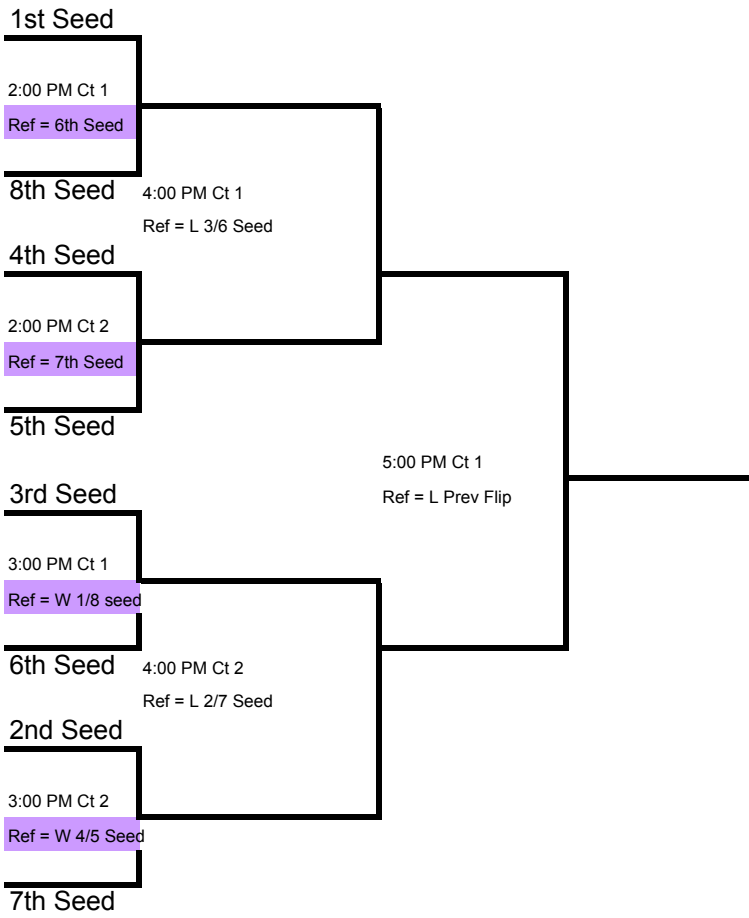 1st Seed
2:00 PM Ct 1
Ref = 6th Seed
8th Seed
4:00 PM Ct 1
Ref = L 3/6 Seed
4th Seed
2:00 PM Ct 2
Ref = 7th Seed
5th Seed
5:00 PM Ct 1
Ref = L Prev Flip
3rd Seed
3:00 PM Ct 1
Ref = W 1/8 seed
6th Seed
4:00 PM Ct 2
Ref = L 2/7 Seed
2nd Seed
3:00 PM Ct 2
Ref = W 4/5 Seed
7th Seed